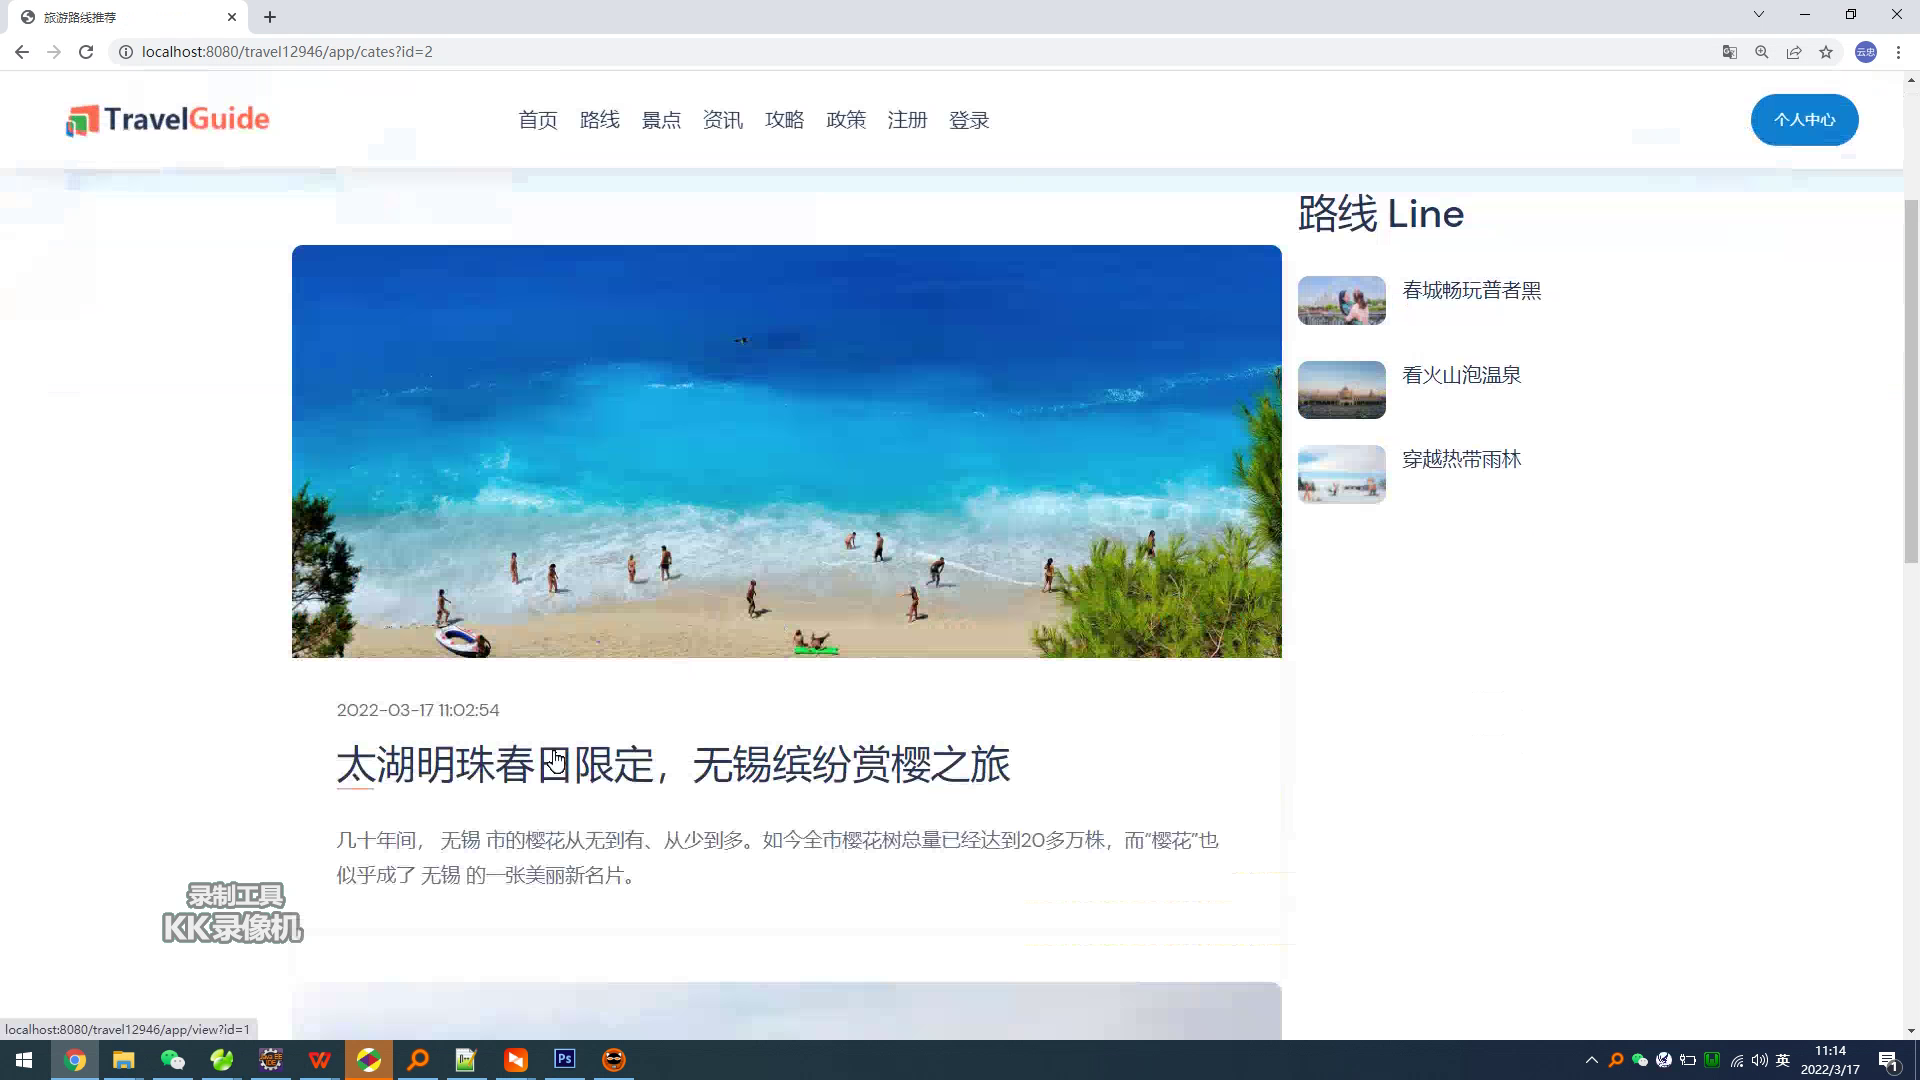 旅游路线推荐
localhost:8080/travel12946/app/cates?id=2
云忠
TravelGuide
首页 路线 景点 资讯 攻略 政策 注册 登录
个人中心
路线 Line
春城畅玩普者黑
看火山泡温泉
穿越热带雨林
2022-03-17 11:02:54
太湖明珠春日限定，无锡缤纷赏樱之旅
几十年间， 无锡 市的樱花从无到有、从少到多。如今全市樱花树总量已经达到20多万株，而“樱花”也
似乎成了 无锡 的一张美丽新名片。
录制工具
KK录像机
localhost:8080/travel12946/app/view?id=1
Ps
英
11:14
2022/3/17
1